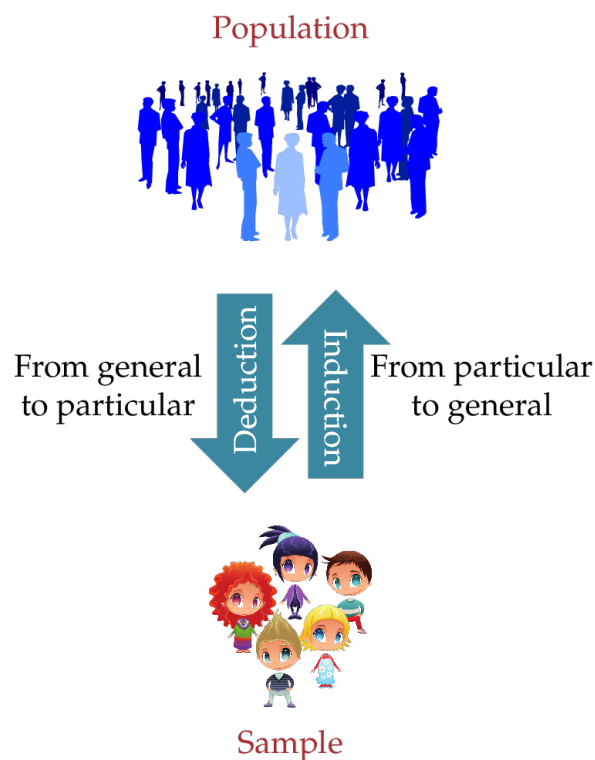 Population
From general
to particular
Deduction
Induction
From particular
to general
Sample